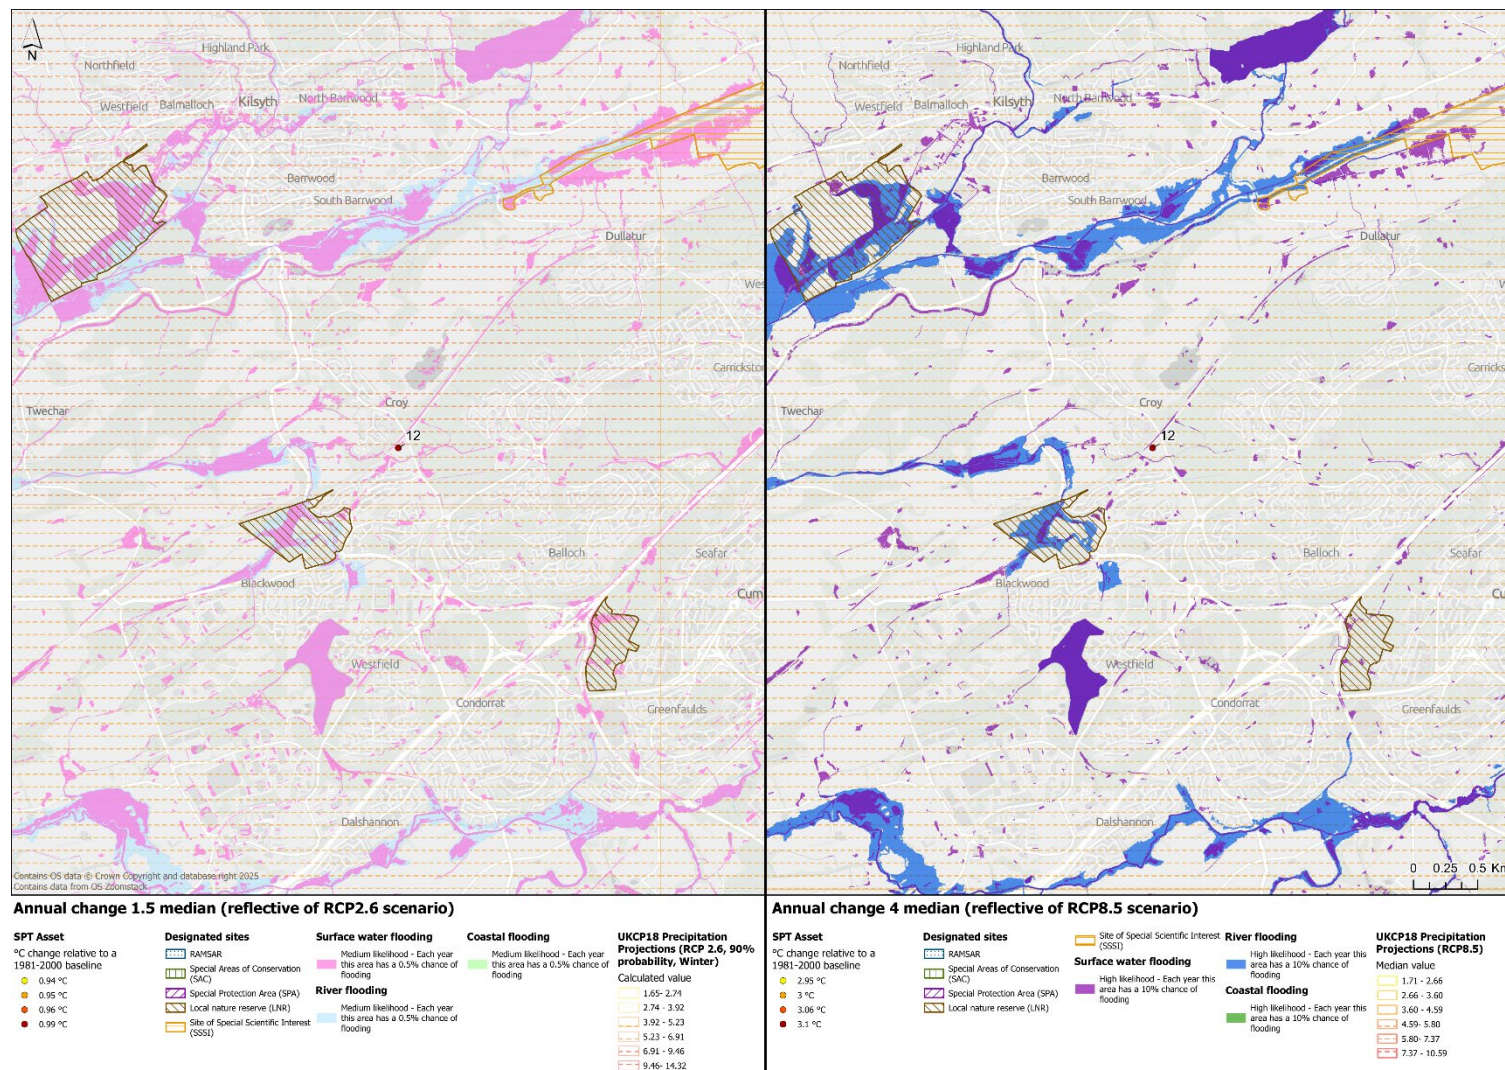 N
Highland Park
Northfield
Westfield
Balmalloch
Kilsyth
North Barrwood
Barrwood
South Barrwood
Dullatur
Wes
Carrickston
Twechar
Croy
12
Balloch
Seafar
Blackwood
Cum
Westfield
Condorrat
Greenfaulds
Dalshannon
Contains OS data © Crown Copyright and database right 2025
Contains data from OS Zoomstack
Highland Park
Northfield
Westfield
Balmalloch
Kilsyth
North Barrwood
Barrwood
South Barrwood
Dullatur
W
Carricks
Twechar
Croy
12
Balloch
Seafar
Blackwood
Cu
Westfield
Condorrat
Greenfaulds
Dalshannon
0 0.25 0.5 Km
Annual change 1.5 median (reflective of RCP2.6 scenario)
SPT Asset
°C change relative to a
1981-2000 baseline
0.94 °C
0.95 °C
0.96 °C
0.99 °C
Designated sites
RAMSAR
Special Areas of Conservation
(SAC)
Special Protection Area (SPA)
Local nature reserve (LNR)
Site of Special Scientific Interest
(SSSI)
Surface water flooding
Medium likelihood - Each year
this area has a 0.5% chance of
flooding
River flooding
Medium likelihood - Each year
this area has a 0.5% chance of
flooding
Coastal flooding
Medium likelihood - Each year
this area has a 0.5% chance of
flooding
UKCP18 Precipitation
Projections (RCP 2.6, 90%
probability, Winter)
Calculated value
1.65- 2.74
2.74 - 3.92
3.92 - 5.23
5.23 - 6.91
6.91 - 9.46
9.46- 14.32
Annual change 4 median (reflective of RCP8.5 scenario)
SPT Asset
°C change relative to a
1981-2000 baseline
2.95 °C
3 °C
3.06 °C
3.1 °C
Designated sites
RAMSAR
Special Areas of Conservation
(SAC)
Special Protection Area (SPA)
Local nature reserve (LNR)
Site of Special Scientific Interest
(SSSI)
Surface water flooding
High likelihood - Each year this
area has a 10% chance of
flooding
River flooding
High likelihood - Each year this
area has a 10% chance of
flooding
Coastal flooding
High likelihood - Each year this
area has a 10% chance of
flooding
UKCP18 Precipitation
Projections (RCP8.5)
Median value
1.71 - 2.66
2.66 - 3.60
3.60 - 4.59
4.59- 5.80
5.80- 7.37
7.37 - 10.59